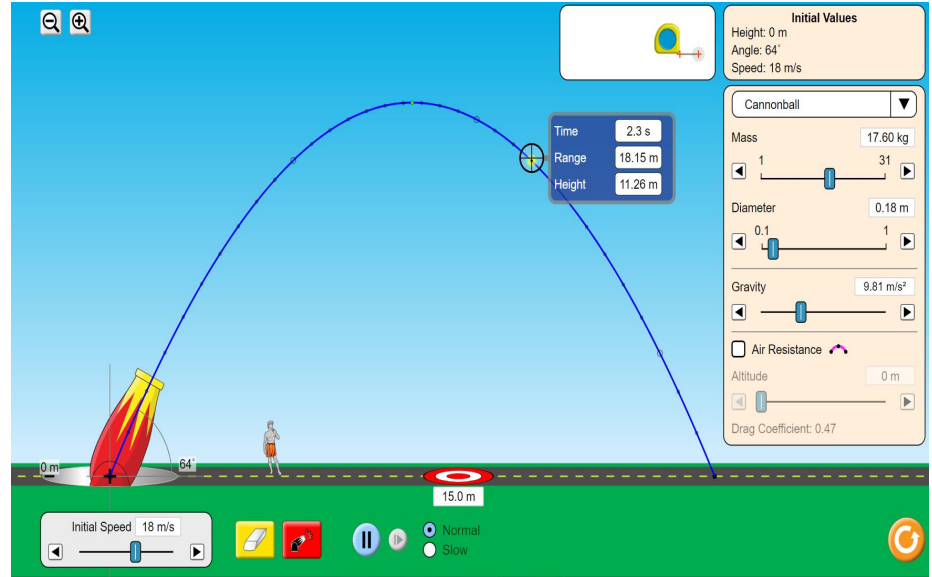 Initial Values
Height: 0 m
Angle: 64˚
Speed: 18 m/s
Cannonball
Mass
17.60 kg
1
31
Diameter
0.18 m
0.1
1
Gravity
9.81 m/s²
Air Resistance
Altitude
0 m
Drag Coefficient: 0.47
Time
2.3 s
Range
18.15 m
Height
11.26 m
0 m
64˚
15.0 m
Initial Speed
18 m/s
Normal
Slow